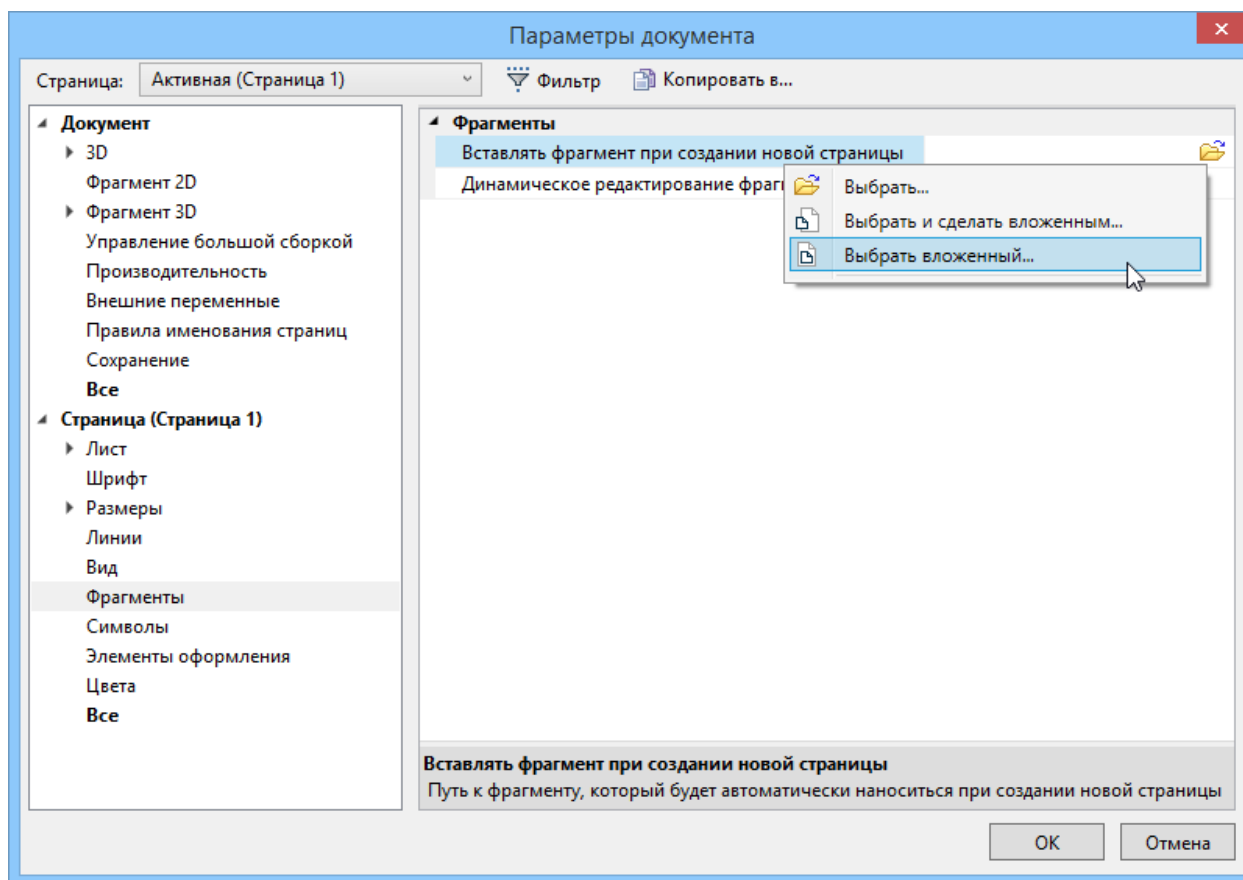 Параметры документа
Страница: Активная (Страница 1) Фильтр Копировать в...
Документ
3D
Фрагмент 2D
Фрагмент 3D
Управление большой сборкой
Производительность
Внешние переменные
Правила именования страниц
Сохранение
Все
Страница (Страница 1)
Лист
Шрифт
Размеры
Линии
Вид
Фрагменты
Символы
Элементы оформления
Цвета
Все
Фрагменты
Вставлять фрагмент при создании новой страницы
Динамическое редактирование фраг
Выбрать...
Выбрать и сделать вложенным...
Выбрать вложенный...
Вставлять фрагмент при создании новой страницы
Путь к фрагменту, который будет автоматически наноситься при создании новой страницы
ОК Отмена